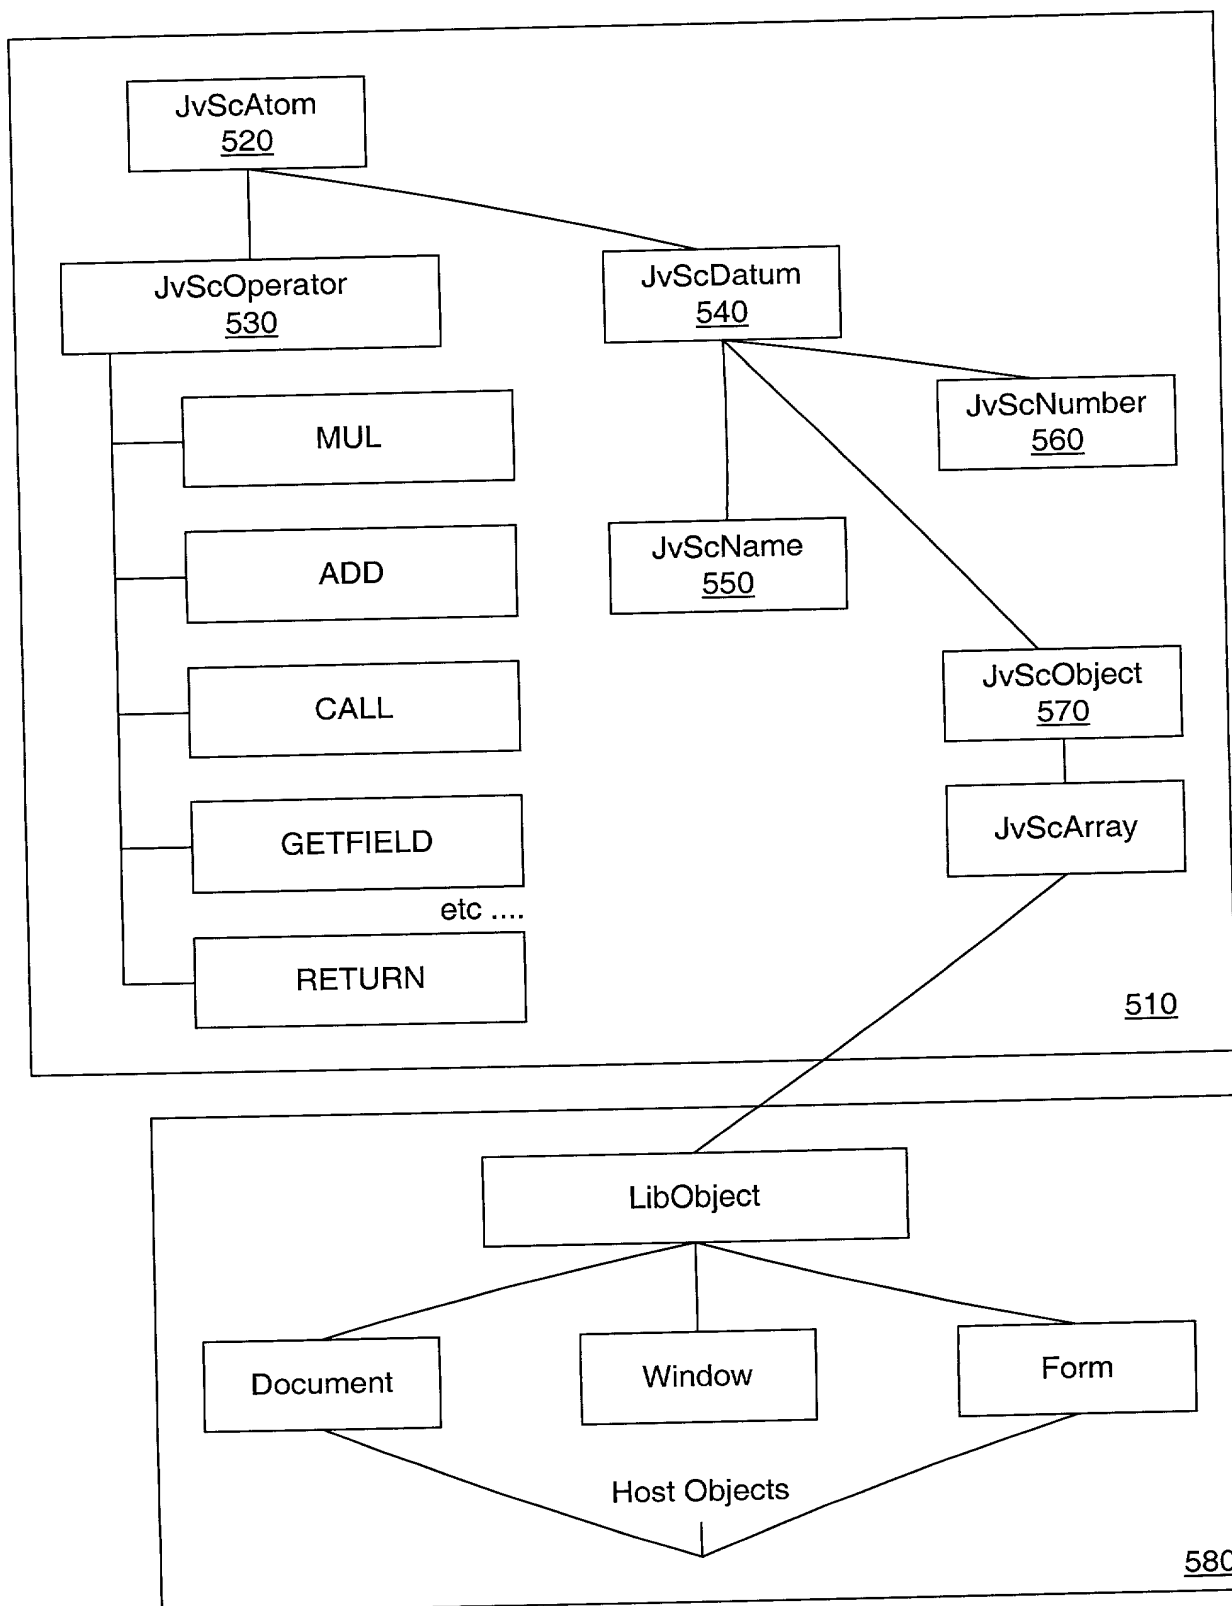 JvScAtom
520
JvScOperator
530
JvScDatum
540
MUL
JvScNumber
560
ADD
JvScName
550
CALL
JvScObject
570
GETFIELD
JvScArray
etc ....
RETURN
510
LibObject
Document
Window
Form
Host Objects
580